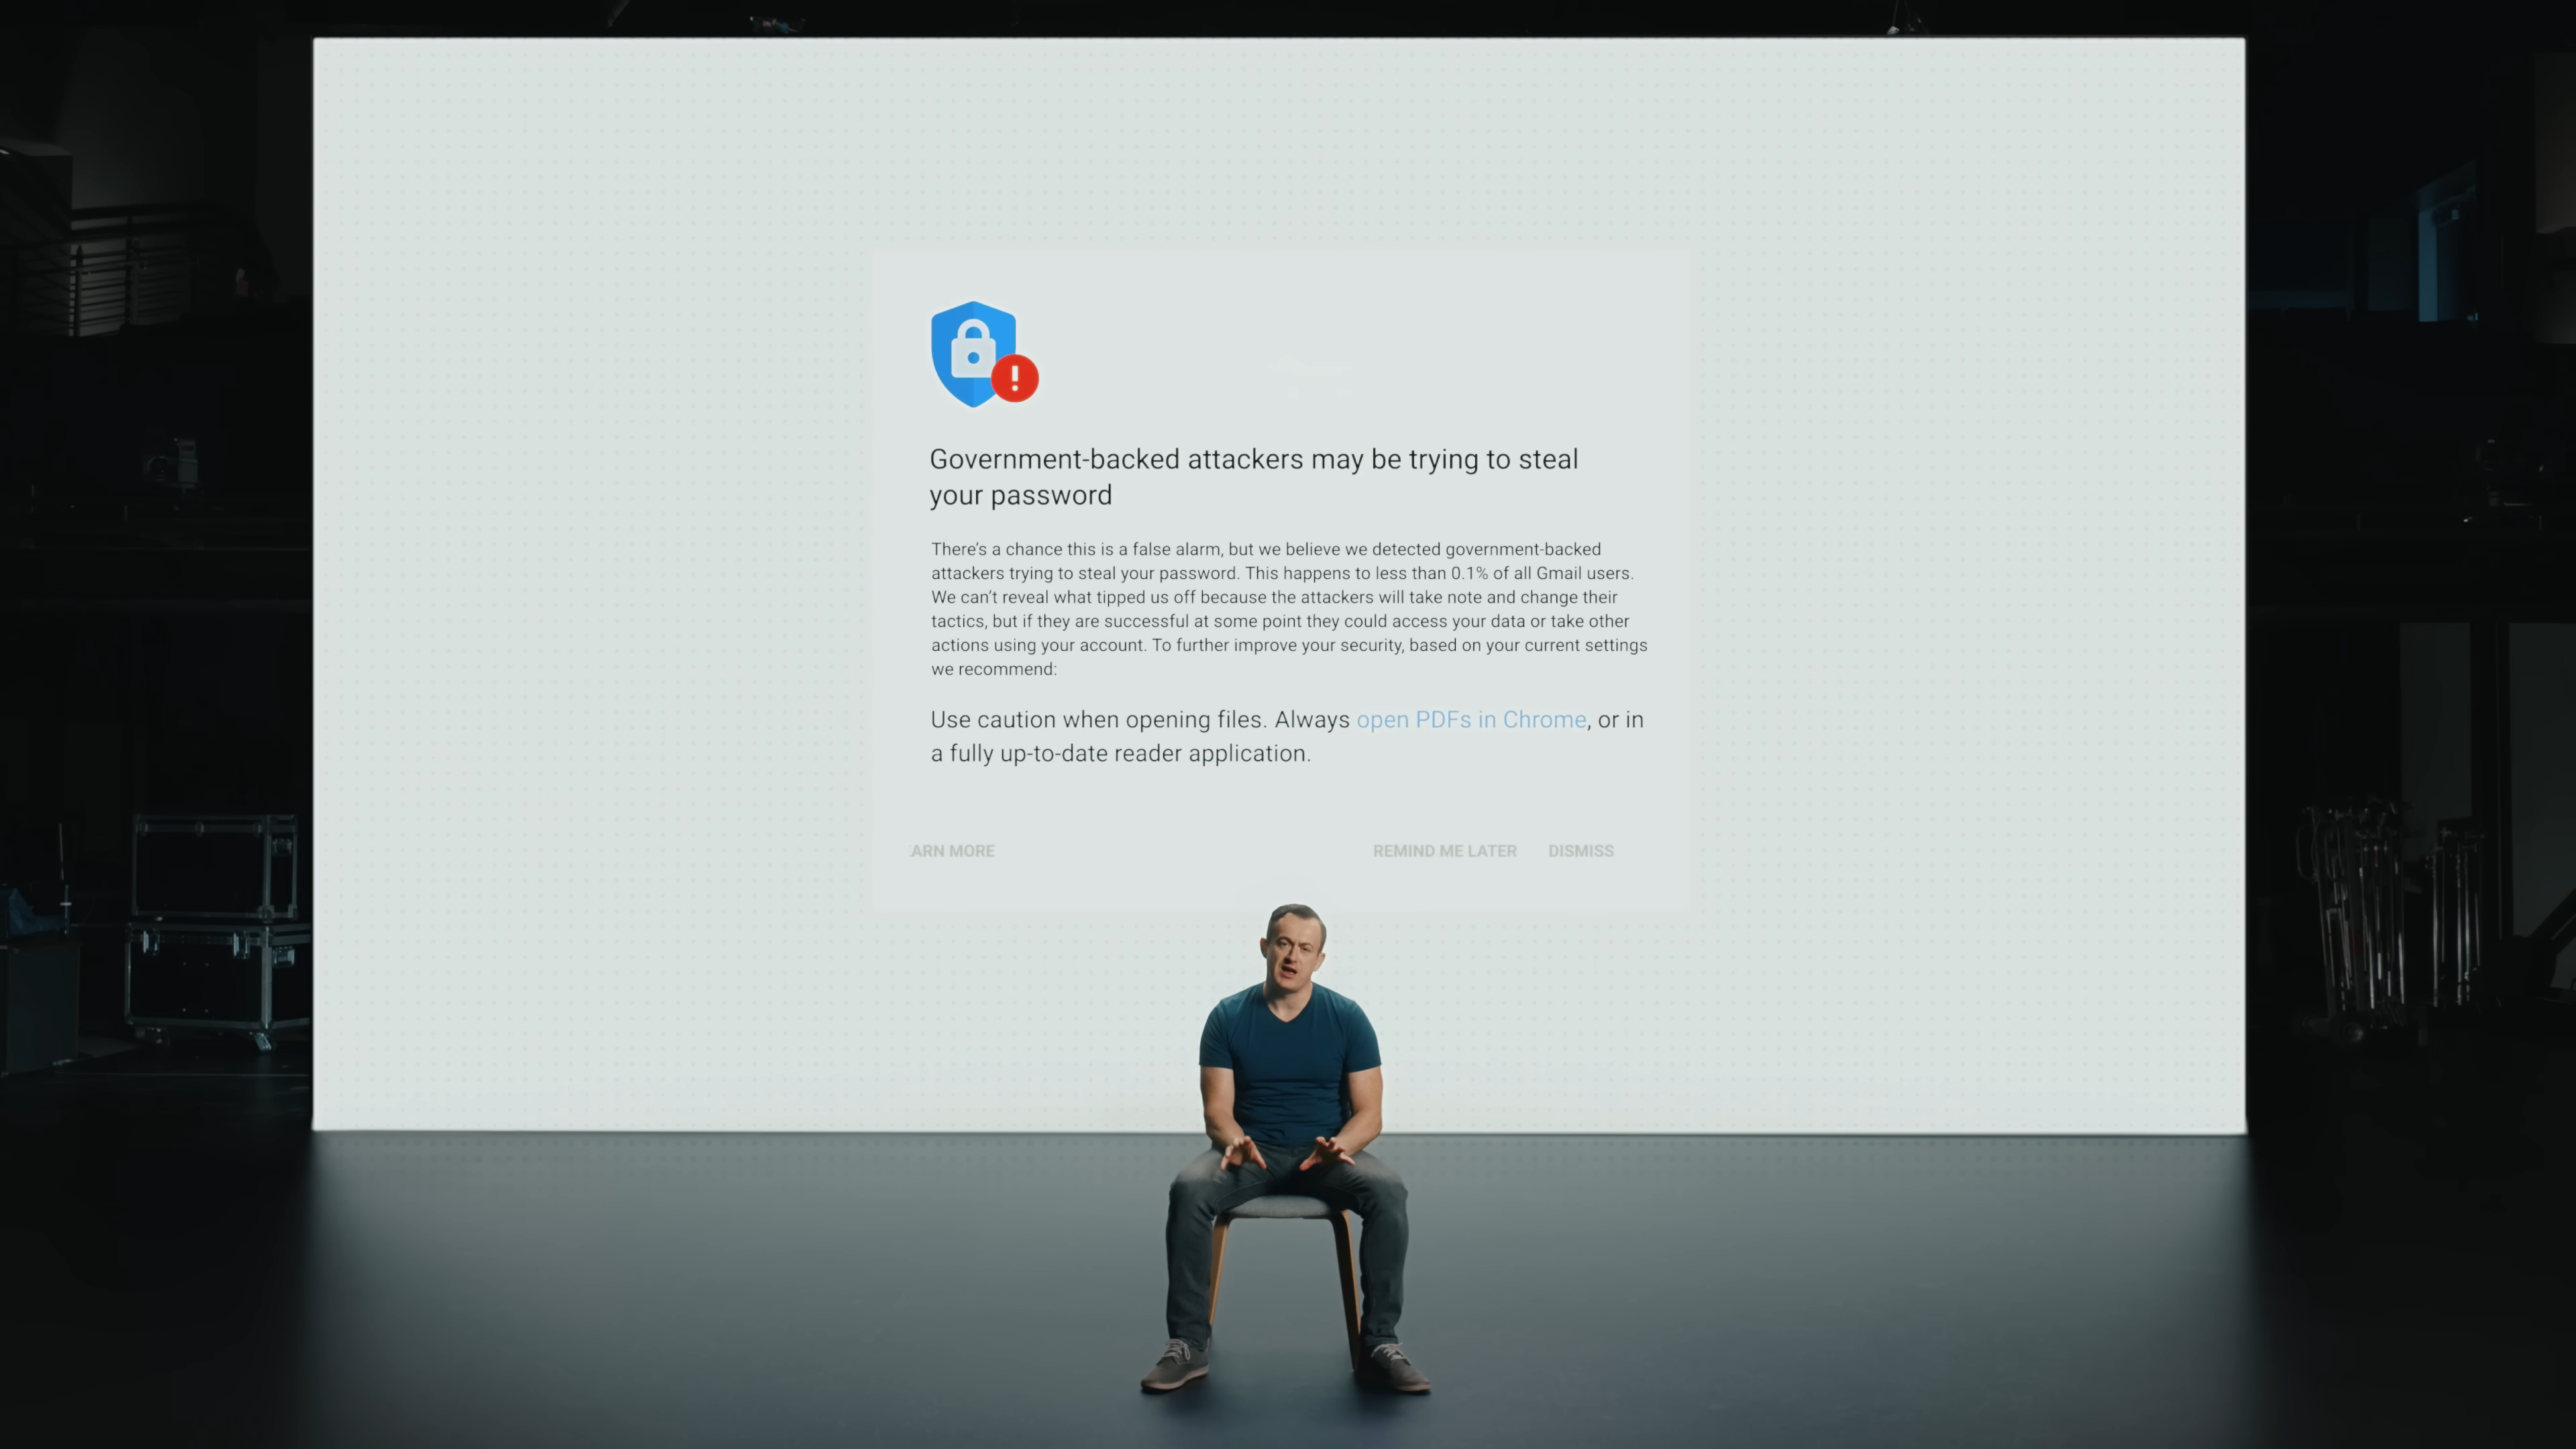 !
Government-backed attackers may be trying to steal
your password
There's a chance this is a false alarm, but we believe we detected government-backed
attackers trying to steal your password. This happens to less than 0.1% of all Gmail users.
We can't reveal what tipped us off because the attackers will take note and change their
tactics, but if they are successful at some point they could access your data or take other
actions using your account. To further improve your security, based on your current settings
we recommend:
Use caution when opening files. Always open PDFs in Chrome, or in
a fully up-to-date reader application.
ARN MORE REMIND ME LATER DISMISS